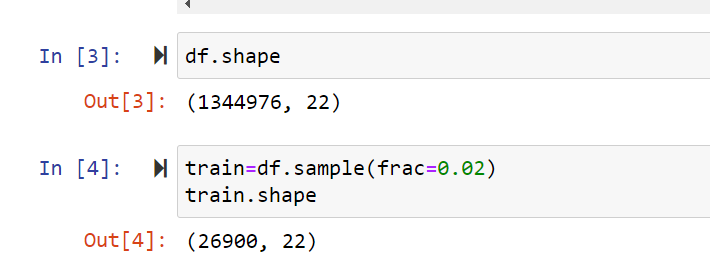 In [3]: df.shape
Out[3]: (1344976, 22)
In [4]: train=df.sample(frac=0.02)
train.shape
Out[4]: (26900, 22)